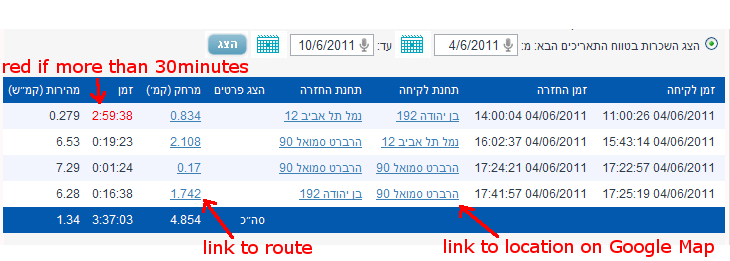 הצג השכרות בטווח התאריכים הבא: מ: 4/6/2011 עד: 10/6/2011 הצג
red if more than 30minutes
זמן לקיחה זמן החזרה תחנת לקיחה תחנת החזרה הצג פרטים מרחק (קמ') זמן מהירות (קמ״ש)
11:00:26 04/06/2011 14:00:04 04/06/2011 בן יהודה 192 נמל תל אביב 12 0.834 2:59:38 0.279
15:43:14 04/06/2011 16:02:37 04/06/2011 נמל תל אביב 12 הרברט סמואל 90 2.108 0:19:23 6.53
17:22:57 04/06/2011 17:24:21 04/06/2011 הרברט סמואל 90 הרברט סמואל 90 0.17 0:01:24 7.29
17:25:19 04/06/2011 17:41:57 04/06/2011 הרברט סמואל 90 בן יהודה 192 1.742 0:16:38 6.28
סה״כ 4.854 3:37:03 1.34
link to route
link to location on Google Map